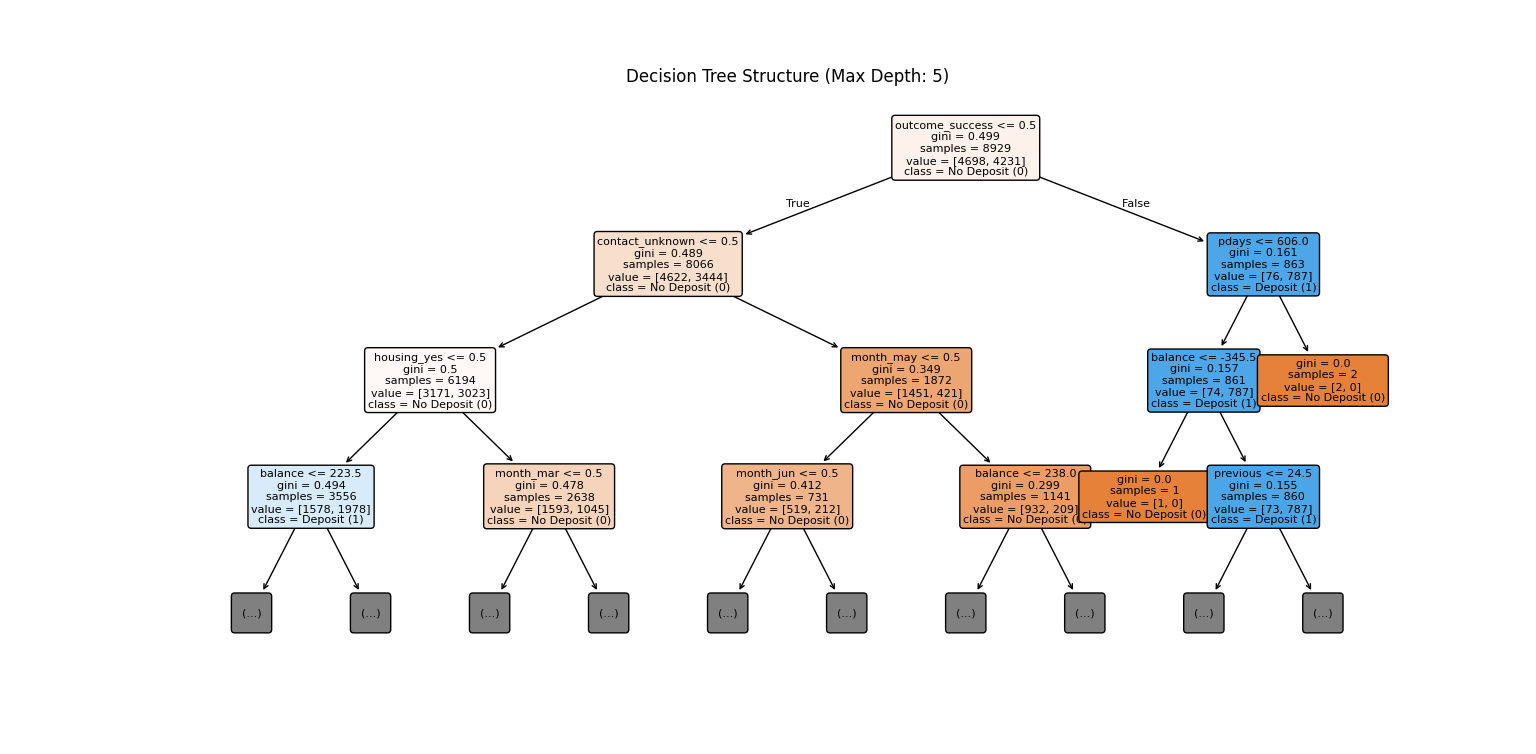 Decision Tree Structure (Max Depth: 5)
outcome_success <= 0.5
gini = 0.499
samples = 8929
value = [4698, 4231]
class = No Deposit (0)
True
False
contact_unknown <= 0.5
gini = 0.489
samples = 8066
value = [4622, 3444]
class = No Deposit (0)
pdays <= 606.0
gini = 0.161
samples = 863
value = [76, 787]
class = Deposit (1)
housing_yes <= 0.5
gini = 0.5
samples = 6194
value = [3171, 3023]
class = No Deposit (0)
month_may <= 0.5
gini = 0.349
samples = 1872
value = [1451, 421]
class = No Deposit (0)
balance <= -345.5
gini = 0.157
samples = 861
value = [74, 787]
class = Deposit (1)
gini = 0.0
samples = 2
value = [2, 0]
class = No Deposit (0)
balance <= 223.5
gini = 0.494
samples = 3556
value = [1578, 1978]
class = Deposit (1)
month_mar <= 0.5
gini = 0.478
samples = 2638
value = [1593, 1045]
class = No Deposit (0)
month_jun <= 0.5
gini = 0.412
samples = 731
value = [519, 212]
class = No Deposit (0)
balance <= 238.0
gini = 0.299
samples = 1141
value = [932, 209]
class = No Deposit (
gini = 0.0
samples = 1
value = [1, 0]
class = No Deposit (0)
previous <= 24.5
gini = 0.155
samples = 860
value = [73, 787]
class = Deposit (1)
(...)
(...)
(...)
(...)
(...)
(...)
(...)
(...)
(...)
(...)